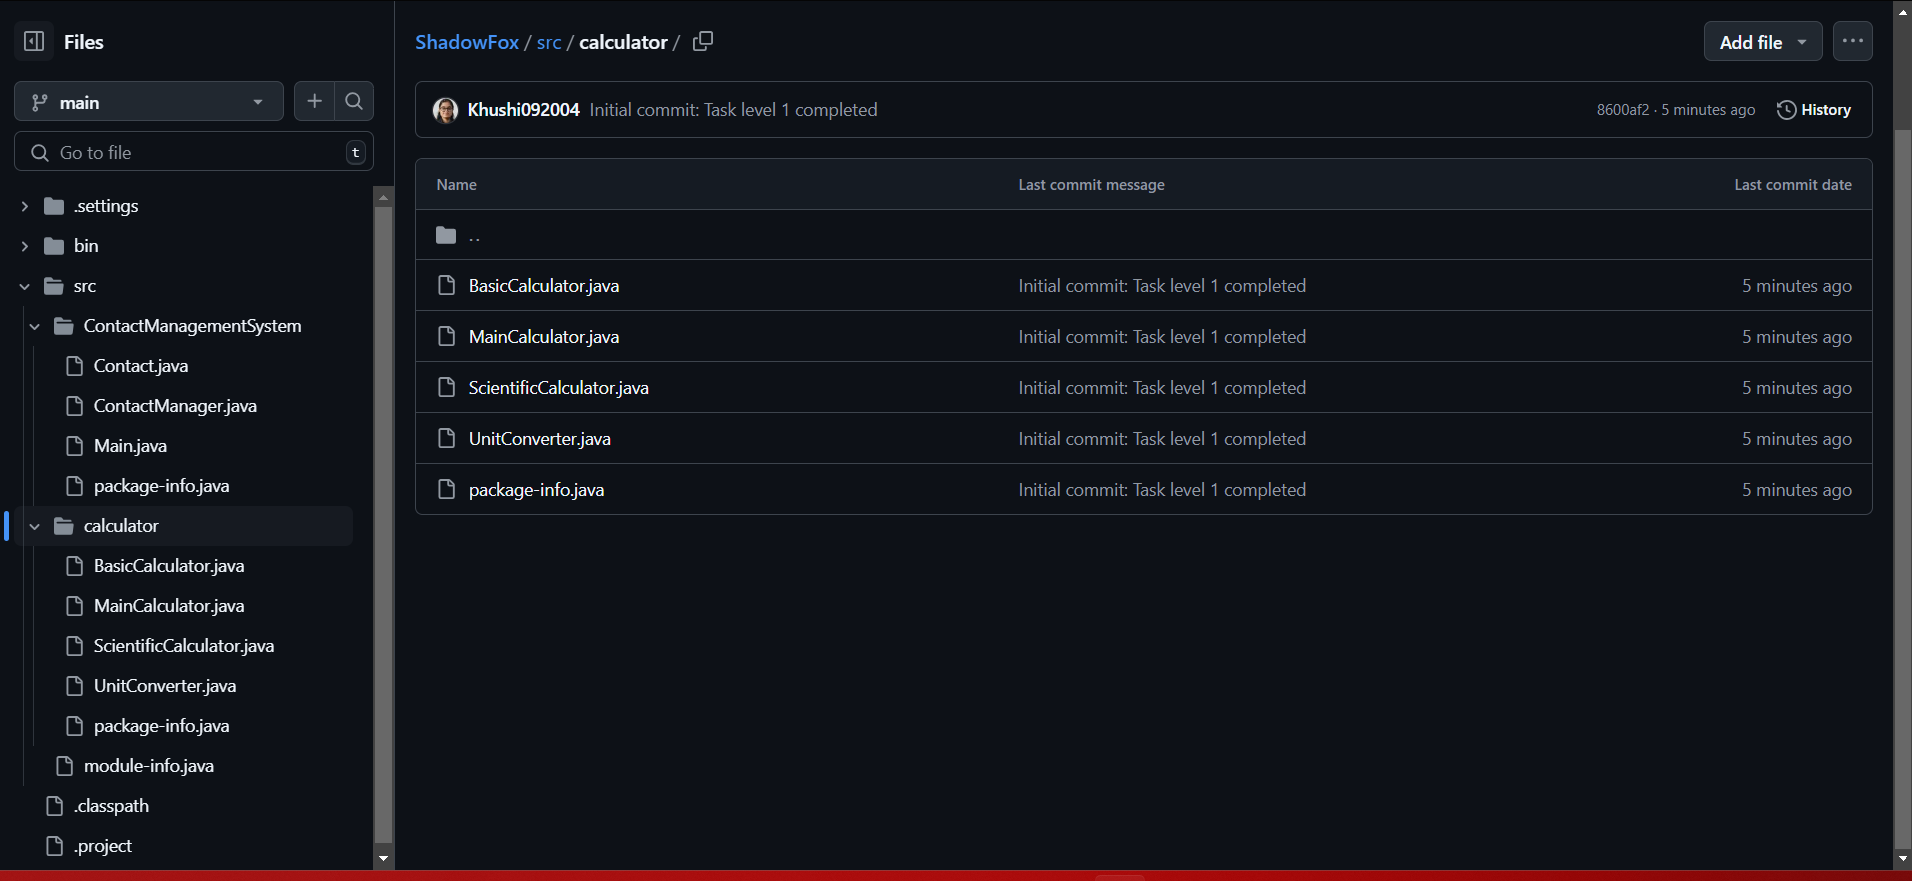 Files
main
Go to file
t
.settings
bin
src
ContactManagementSystem
Contact.java
ContactManager.java
Main.java
package-info.java
calculator
BasicCalculator.java
MainCalculator.java
ScientificCalculator.java
UnitConverter.java
package-info.java
module-info.java
.classpath
.project
ShadowFox / src / calculator /
Add file
Khushi092004 Initial commit: Task level 1 completed 8600af2 · 5 minutes ago History
Name Last commit message Last commit date
..
BasicCalculator.java Initial commit: Task level 1 completed 5 minutes ago
MainCalculator.java Initial commit: Task level 1 completed 5 minutes ago
ScientificCalculator.java Initial commit: Task level 1 completed 5 minutes ago
UnitConverter.java Initial commit: Task level 1 completed 5 minutes ago
package-info.java Initial commit: Task level 1 completed 5 minutes ago